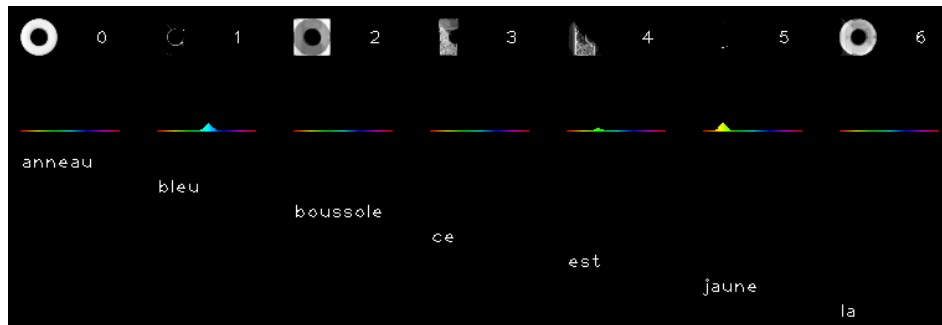 0 1 2 3 4 5 6
anneau
bleu
boussole
ce
est
jaune
la